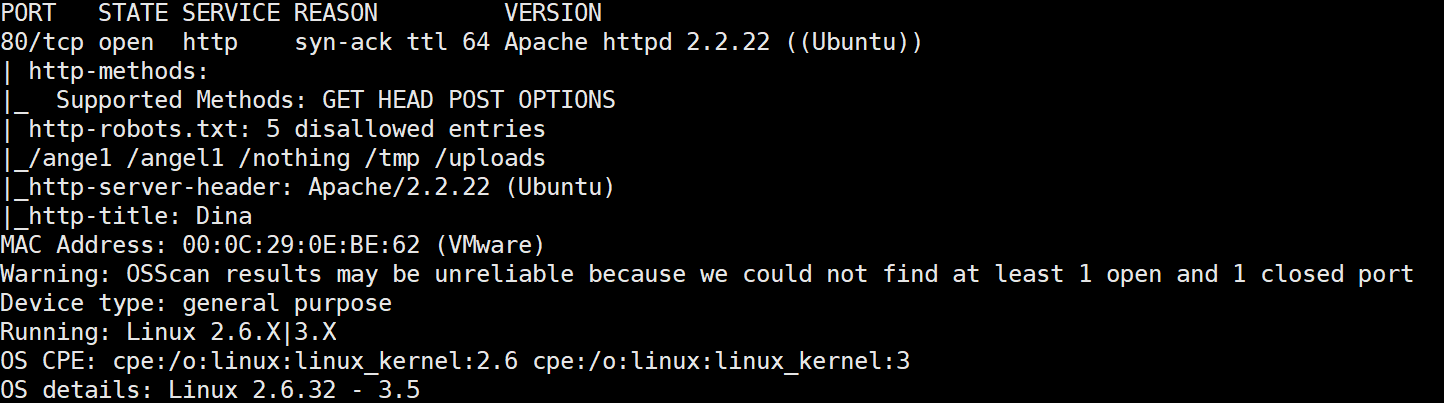 PORT   STATE SERVICE REASON         VERSION
80/tcp open  http    syn-ack ttl 64 Apache httpd 2.2.22 ((Ubuntu))
| http-methods:
|_  Supported Methods: GET HEAD POST OPTIONS
| http-robots.txt: 5 disallowed entries
|_/ange1 /angel1 /nothing /tmp /uploads
|_http-server-header: Apache/2.2.22 (Ubuntu)
|_http-title: Dina
MAC Address: 00:0C:29:0E:BE:62 (VMware)
Warning: OSScan results may be unreliable because we could not find at least 1 open and 1 closed port
Device type: general purpose
Running: Linux 2.6.X|3.X
OS CPE: cpe:/o:linux:linux_kernel:2.6 cpe:/o:linux:linux_kernel:3
OS details: Linux 2.6.32 - 3.5